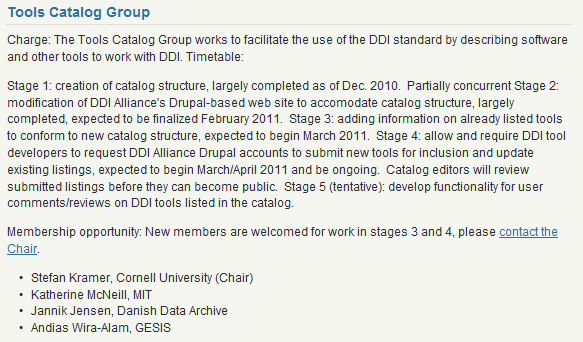 Tools Catalog Group
Charge: The Tools Catalog Group works to facilitate the use of the DDI standard by describing software
and other tools to work with DDI. Timetable:
Stage 1: creation of catalog structure, largely completed as of Dec. 2010.  Partially concurrent Stage 2:
modification of DDI Alliance's Drupal-based web site to accomodate catalog structure, largely
completed, expected to be finalized February 2011.  Stage 3: adding information on already listed tools
to conform to new catalog structure, expected to begin March 2011.  Stage 4: allow and require DDI tool
developers to request DDI Alliance Drupal accounts to submit new tools for inclusion and update
existing listings, expected to begin March/April 2011 and be ongoing.  Catalog editors will review
submitted listings before they can become public.  Stage 5 (tentative): develop functionality for user
comments/reviews on DDI tools listed in the catalog.
Membership opportunity: New members are welcomed for work in stages 3 and 4, please contact the
Chair.
• Stefan Kramer, Cornell University (Chair)
• Katherine McNeill, MIT
• Jannik Jensen, Danish Data Archive
• Andias Wira-Alam, GESIS